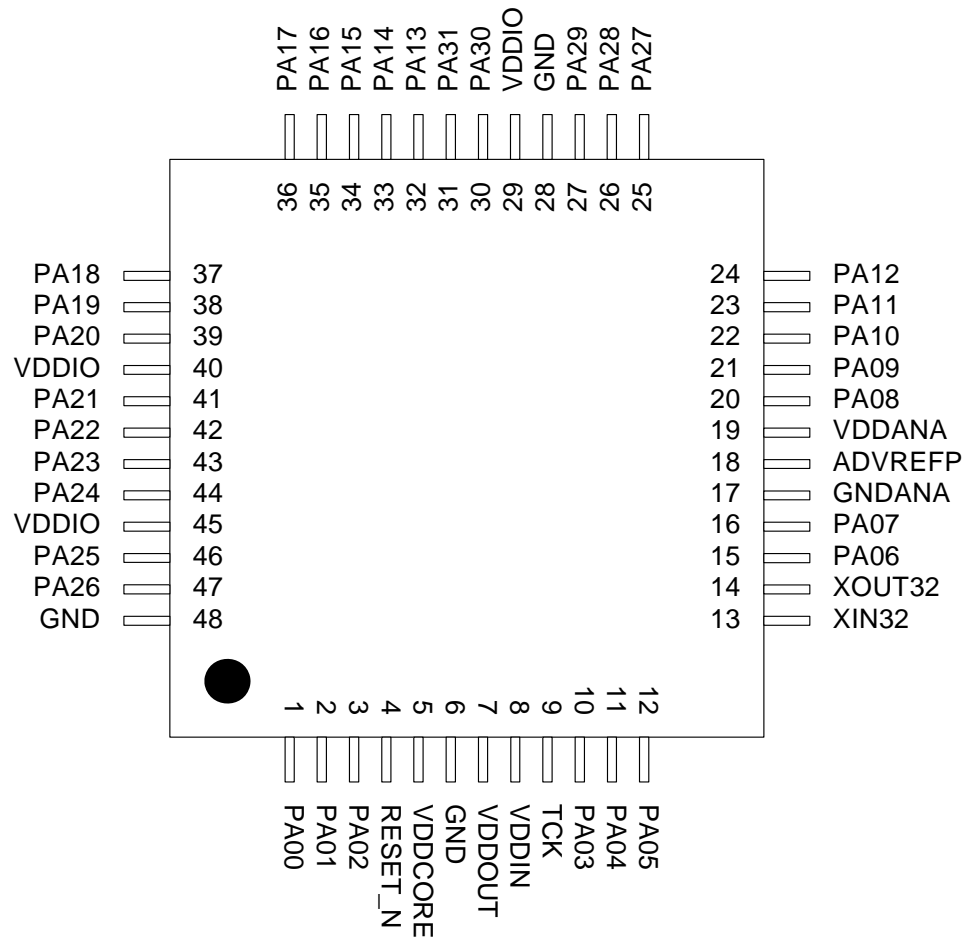 PA17 PA16 PA15 PA14 PA13 PA31 PA30 VDDIO GND PA29 PA28 PA27
36 35 34 33 32 31 30 29 28 27 26 25
PA18 37 24 PA12
PA19 38 23 PA11
PA20 39 22 PA10
VDDIO 40 21 PA09
PA21 41 20 PA08
PA22 42 19 VDDANA
PA23 43 18 ADVREFP
PA24 44 17 GNDANA
VDDIO 45 16 PA07
PA25 46 15 PA06
PA26 47 14 XOUT32
GND 48 13 XIN32
1 2 3 4 5 6 7 8 9 10 11 12
PA00 PA01 PA02 RESET_N VDDCORE GND VDDOUT VDDIN TCK PA03 PA04 PA05